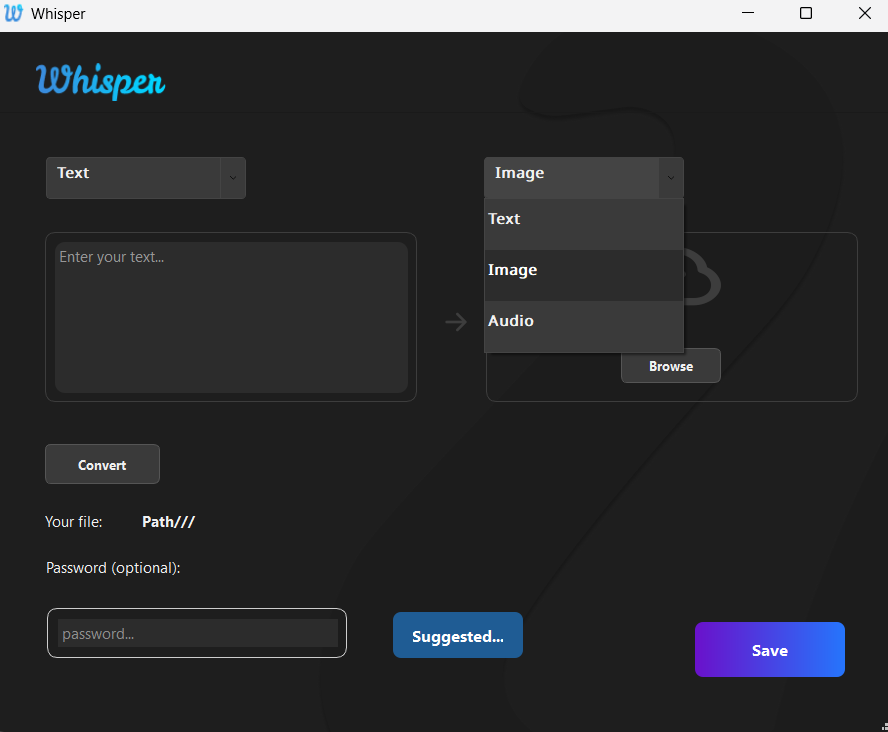 Whisper
Whisper
Text
Image
Text
Image
Audio
Enter your text...
Browse
Convert
Your file: Path///
Password (optional):
password...
Suggested...
Save